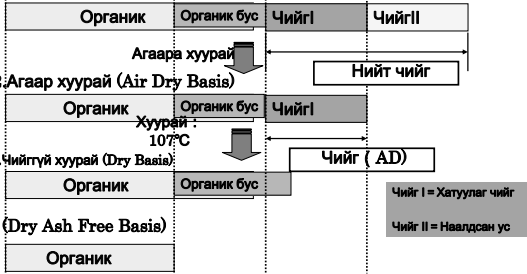 Органик Органик бус ЧийгI ЧийгII
Агаара хуурай
Нийт чийг
.Агаар хуурай (Air Dry Basis)
Органик Органик бус ЧийгI
Хуурай :
107℃
Чийг ( AD)
.Чийггүй хуурай (Dry Basis)
Органик Органик бус
Чийг I = Хатуулаг чийг
Чийг II = Наалдсан ус
(Dry Ash Free Basis)
Органик